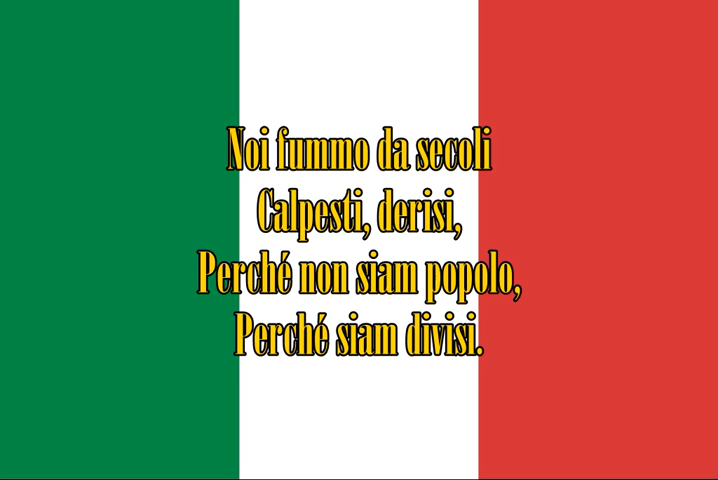 Noi fummo da secoli
Calpesti, derisi,
Perché non siam popolo,
Perché siam divisi.